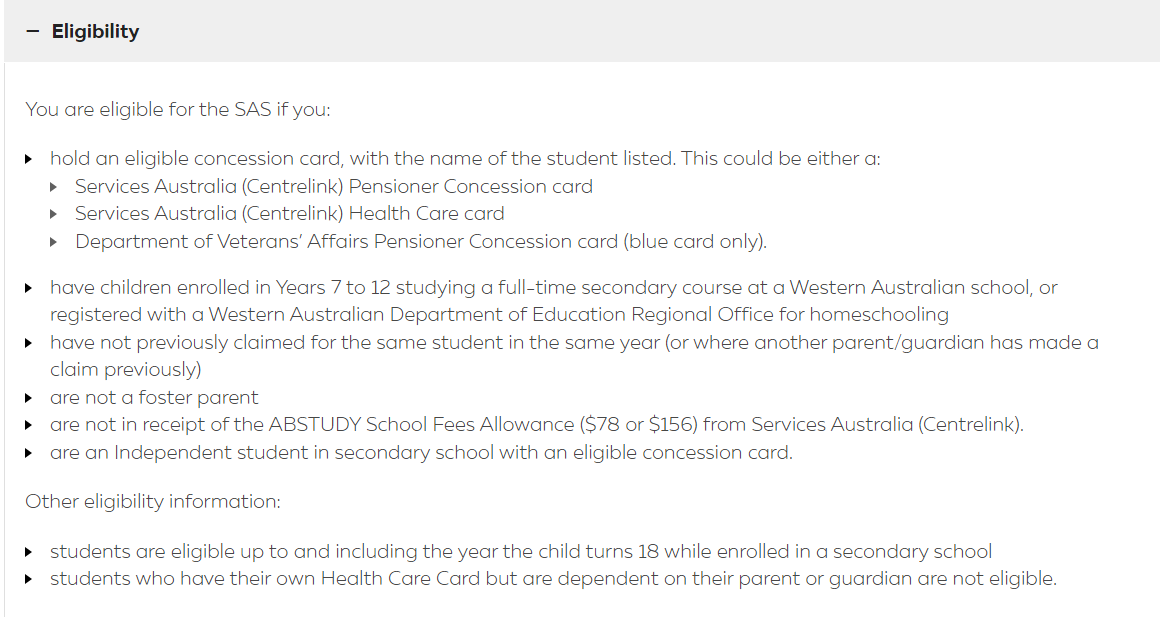 – Eligibility
You are eligible for the SAS if you:
hold an eligible concession card, with the name of the student listed. This could be either a:
Services Australia (Centrelink) Pensioner Concession card
Services Australia (Centrelink) Health Care card
Department of Veterans' Affairs Pensioner Concession card (blue card only).
have children enrolled in Years 7 to 12 studying a full-time secondary course at a Western Australian school, or
registered with a Western Australian Department of Education Regional Office for homeschooling
have not previously claimed for the same student in the same year (or where another parent/guardian has made a
claim previously)
are not a foster parent
are not in receipt of the ABSTUDY School Fees Allowance ($78 or $156) from Services Australia (Centrelink).
are an Independent student in secondary school with an eligible concession card.
Other eligibility information:
students are eligible up to and including the year the child turns 18 while enrolled in a secondary school
students who have their own Health Care Card but are dependent on their parent or guardian are not eligible.